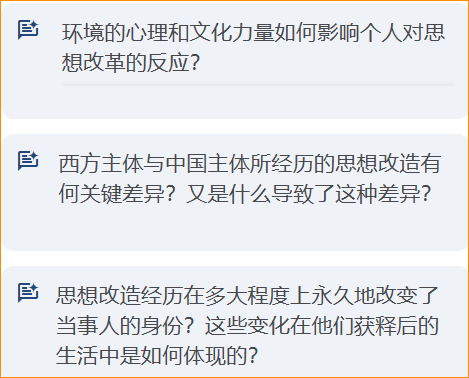 环境的心理和文化力量如何影响个人对思
想改革的反应？
西方主体与中国主体所经历的思想改造有
何关键差异？又是什么导致了这种差异？
思想改造经历在多大程度上永久地改变了
当事人的身份？这些变化在他们获释后的
生活中是如何体现的？